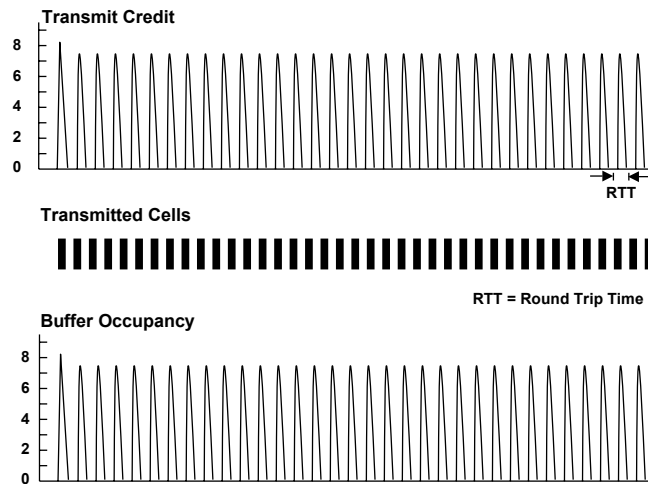 Transmit Credit
8
6
4
2
0
RTT
Transmitted Cells
RTT = Round Trip Time
Buffer Occupancy
8
6
4
2
0